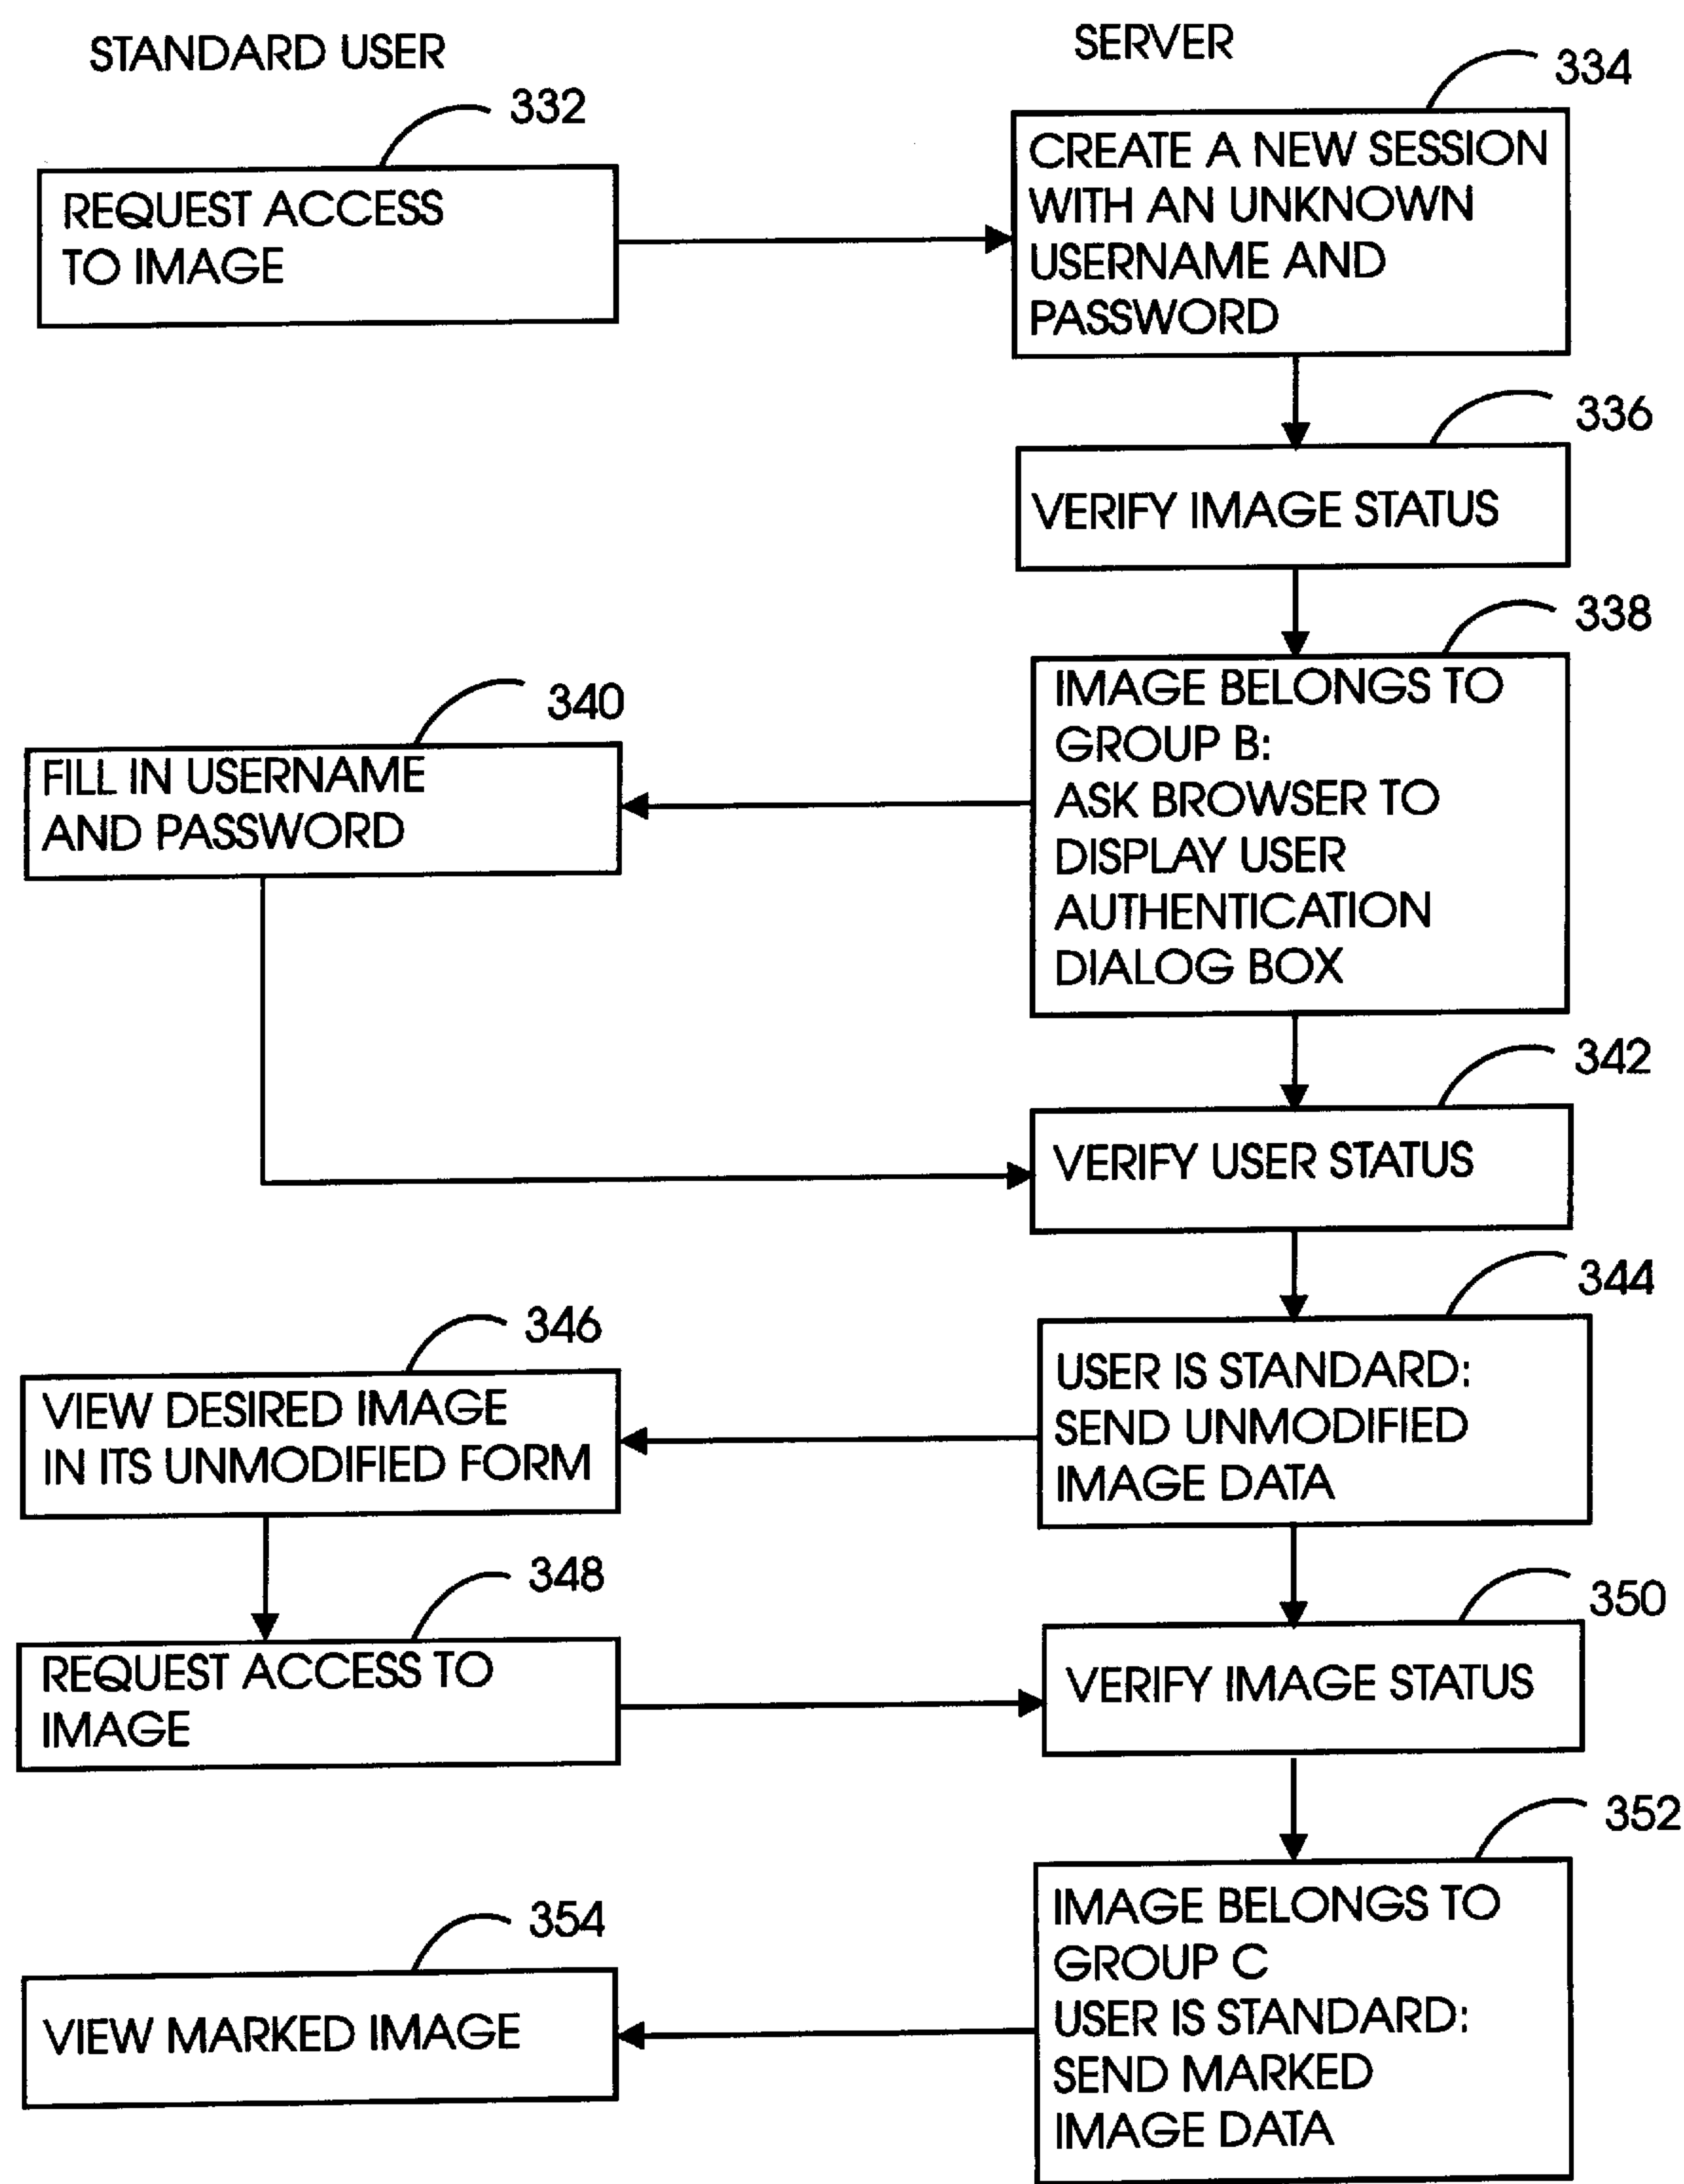 STANDARD USER
SERVER
332
334
REQUEST ACCESS
TO IMAGE
CREATE A NEW SESSION
WITH AN UNKNOWN
USERNAME AND
PASSWORD
336
VERIFY IMAGE STATUS
338
IMAGE BELONGS TO
GROUP B:
ASK BROWSER TO
DISPLAY USER
AUTHENTICATION
DIALOG BOX
340
FILL IN USERNAME
AND PASSWORD
342
VERIFY USER STATUS
344
USER IS STANDARD:
SEND UNMODIFIED
IMAGE DATA
346
VIEW DESIRED IMAGE
IN ITS UNMODIFIED FORM
348
REQUEST ACCESS TO
IMAGE
350
VERIFY IMAGE STATUS
352
IMAGE BELONGS TO
GROUP C
USER IS STANDARD:
SEND MARKED
IMAGE DATA
354
VIEW MARKED IMAGE